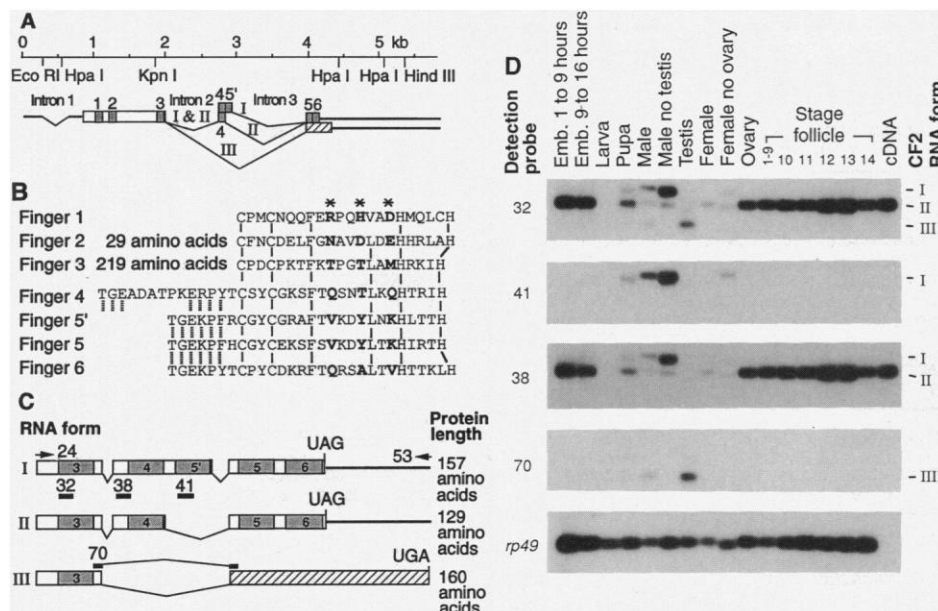 A
0 1 2 3 4 5 kb
Eco RI Hpa I Kpn I Hpa I Hpa I Hind III
Intron 1 1 2 3 Intron 2 45' Intron 3 56
I & II I
4 II
III
B
Finger 1 CPMCNQQFERPQHVADHMQLCH
Finger 2 29 amino acids CFNCDELFGNAVDLDEHHRLAH
Finger 3 219 amino acids CPDCPKTFKTPGTLAMHRKIH
Finger 4 TGEADATPKERPYTCSYCGKSFTQSNTLKQHTRIH
Finger 5' TGEKPFRCGYCGRAFTVKDYLNKHLTTH
Finger 5 TGEKPFHCGYCEKSFSVKDYLTKHIRTH
Finger 6 TGEKPYTCPYCDKRFTQRSALTVHTTKLH
* * *
C
RNA form
Protein length
24 UAG 53
I 3 4 5' 5 6 157 amino acids
32 38 41
UAG
II 3 4 5 6 129 amino acids
70 UGA
III 3 160 amino acids
D
Detection probe
Emb. 1 to 9 hours
Emb. 9 to 16 hours
Larva
Pupa
Male
Male no testis
Testis
Female
Female no ovary
Ovary
Stage follicle
1-9 10 11 12 13 14
cDNA
CF2 RNA form
32 I II III
41 I
38 I II
70 III
rp49